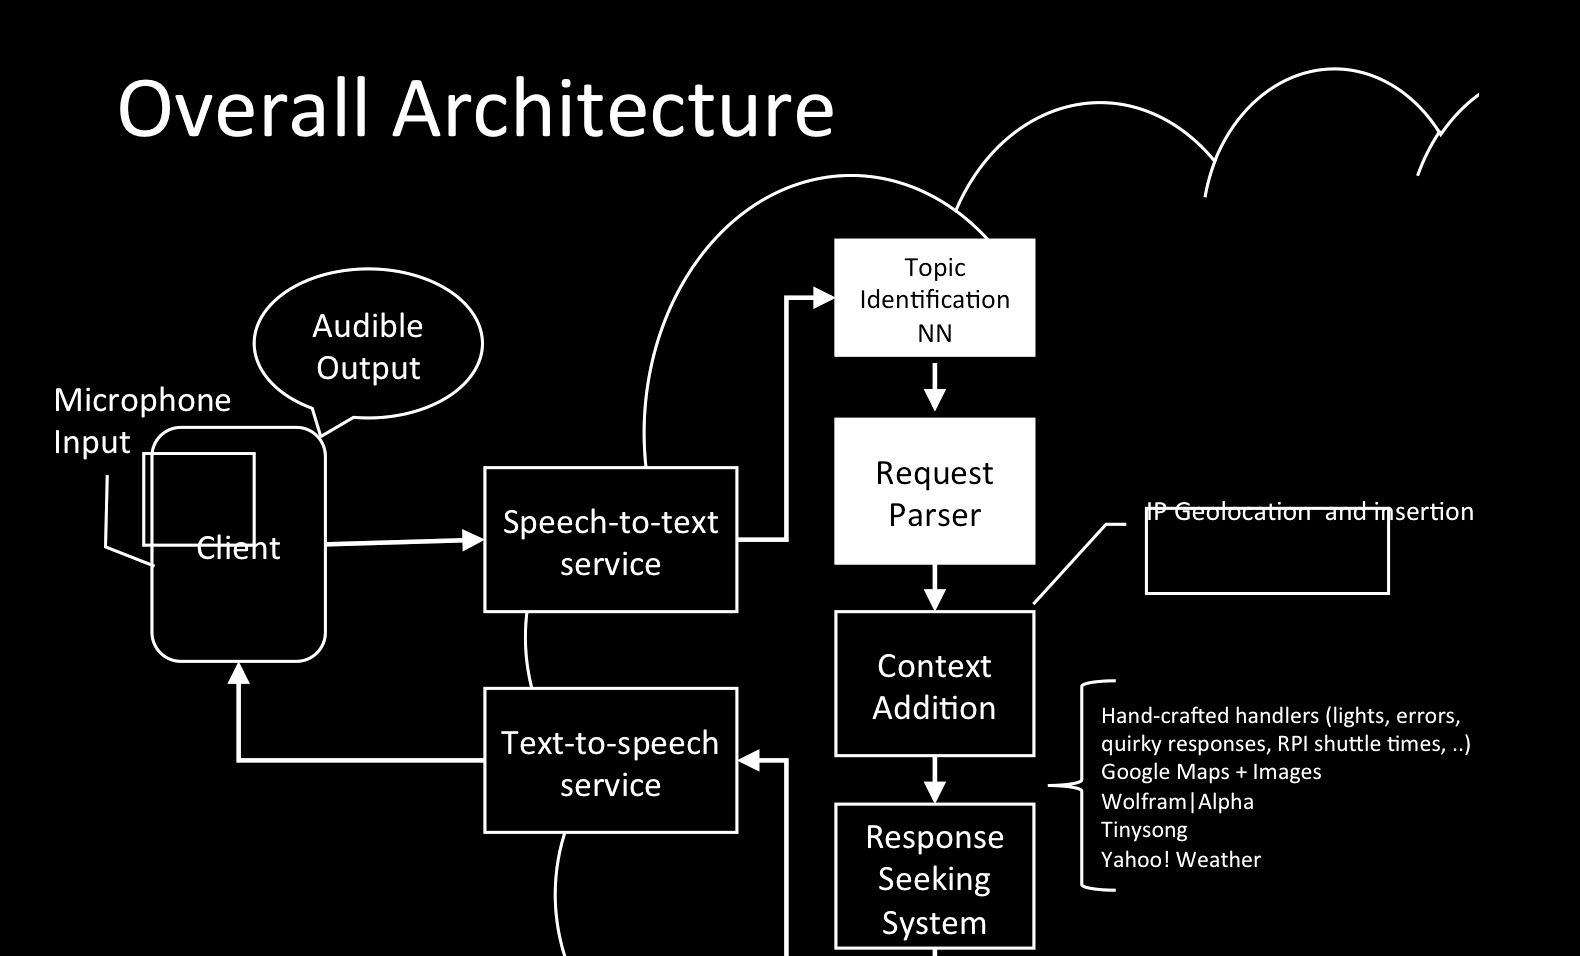 Overall Architecture
Topic
Identification
NN
Audible
Output
Microphone
Input
Client
Speech-to-text
service
Request
Parser
IP Geolocation  and insertion
Context
Addition
Text-to-speech
service
Hand-crafted handlers (lights, errors,
quirky responses, RPI shuttle times, ..)
Google Maps + Images
Wolfram|Alpha
Tinysong
Yahoo! Weather
Response
Seeking
System